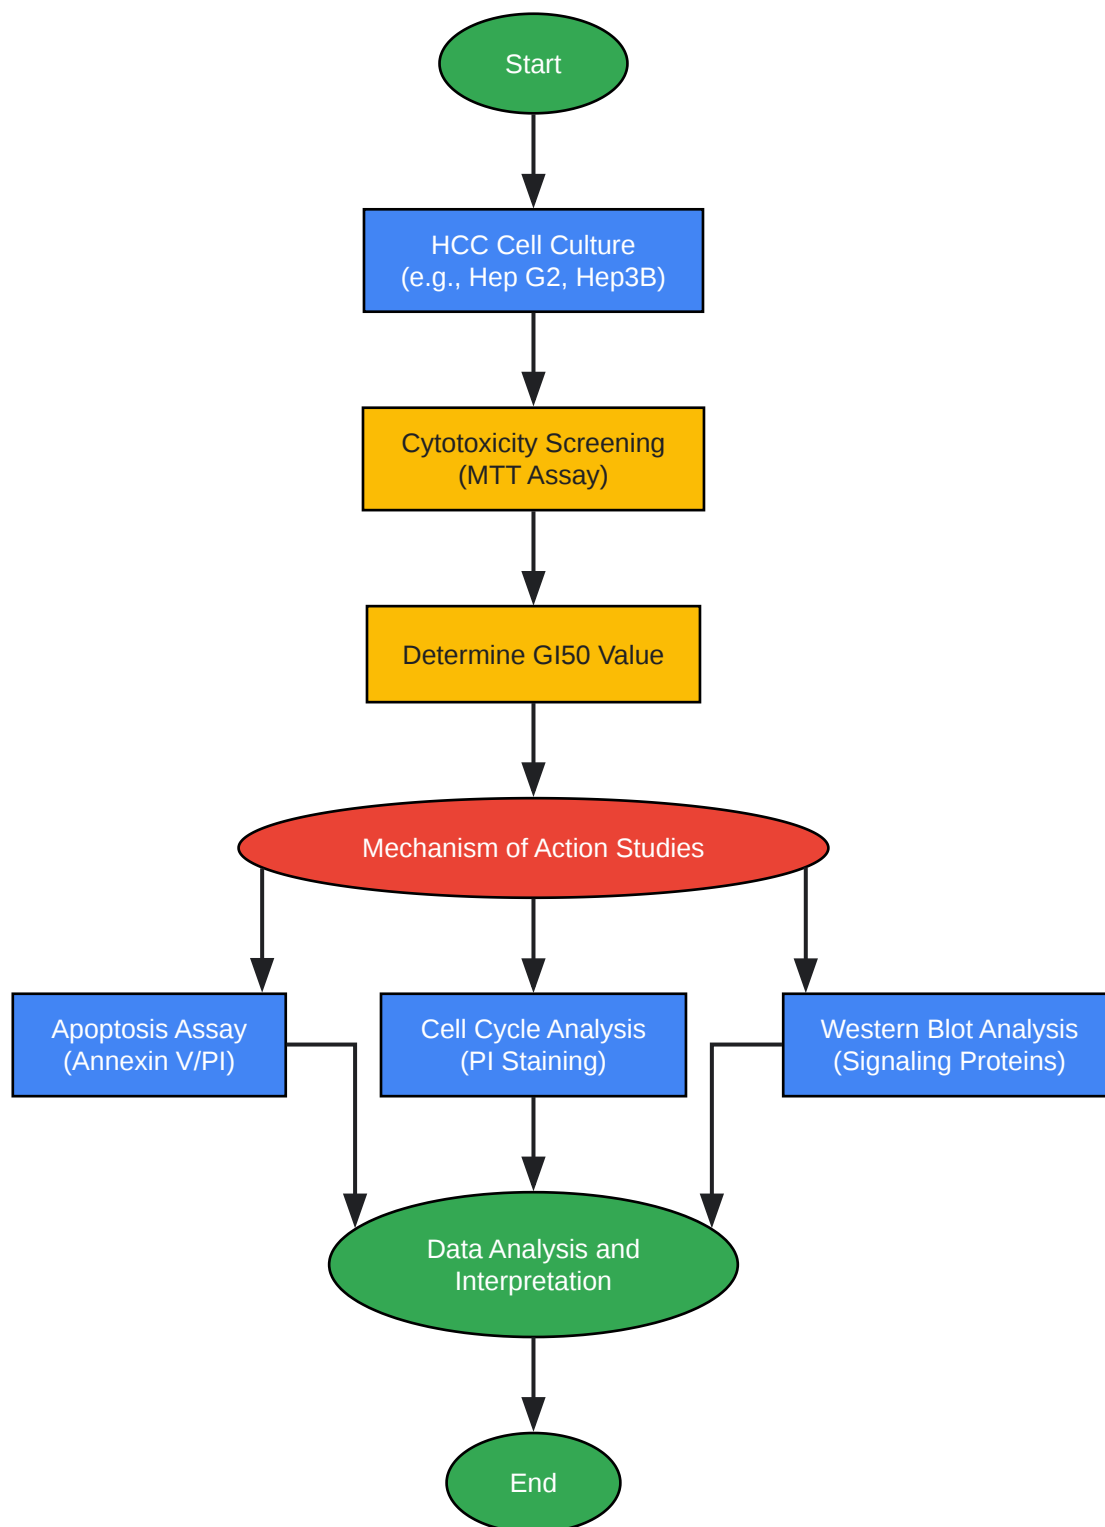 Start
HCC Cell Culture
(e.g., Hep G2, Hep3B)
Cytotoxicity Screening
(MTT Assay)
Determine GI50 Value
Mechanism of Action Studies
Apoptosis Assay
(Annexin V/PI)
Cell Cycle Analysis
(PI Staining)
Western Blot Analysis
(Signaling Proteins)
Data Analysis and
Interpretation
End